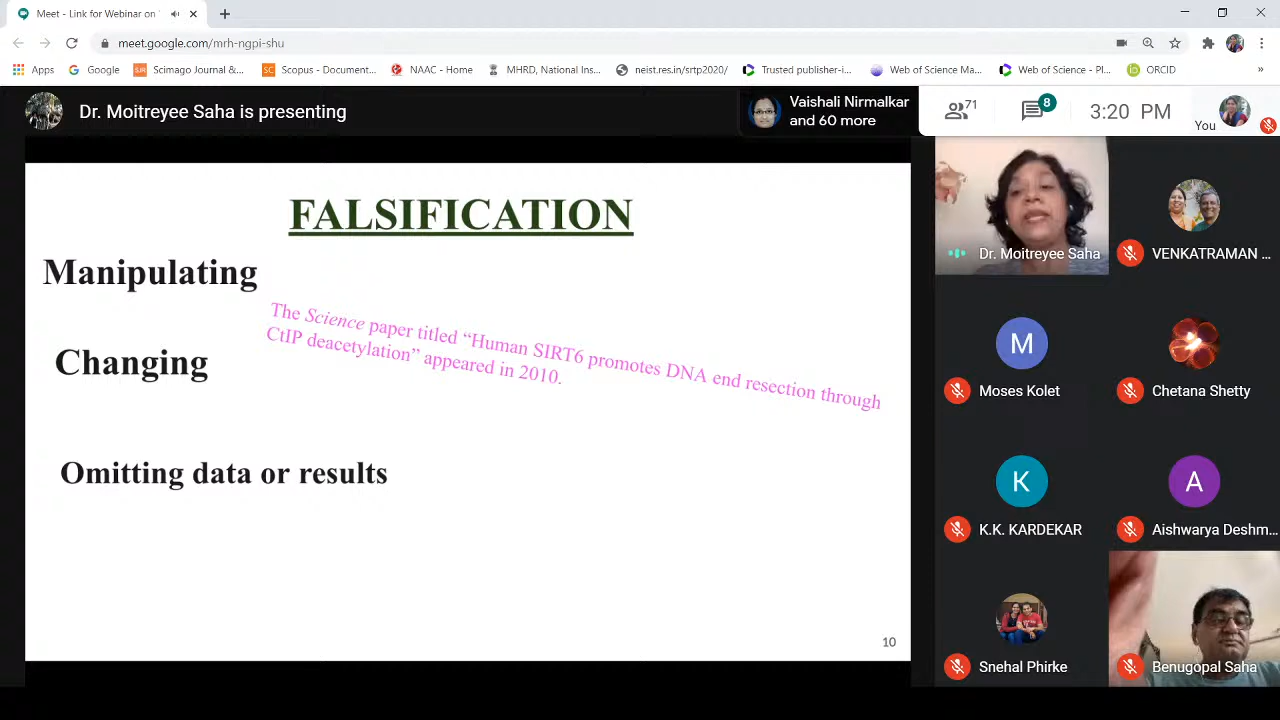 Meet - Link for Webinar on
meet.google.com/mrh-ngpi-shu
Apps
Google
SJR
Scimago Journal &...
SC
Scopus - Document...
NAAC - Home
MHRD, National Ins...
neist.res.in/srtp2020/
Trusted publisher-i...
Web of Science Ma...
Web of Science - Pl...
iD
ORCID
»
Dr. Moitreyee Saha is presenting
Vaishali Nirmalkar
and 60 more
71
8
3:20 PM
You
FALSIFICATION
Manipulating
The Science paper titled “Human SIRT6 promotes DNA end resection through
CtIP deacetylation” appeared in 2010.
Changing
Omitting data or results
10
Dr. Moitreyee Saha
VENKATRAMAN ...
M
Moses Kolet
Chetana Shetty
K
K.K. KARDEKAR
A
Aishwarya Deshm...
Snehal Phirke
Benugopal Saha